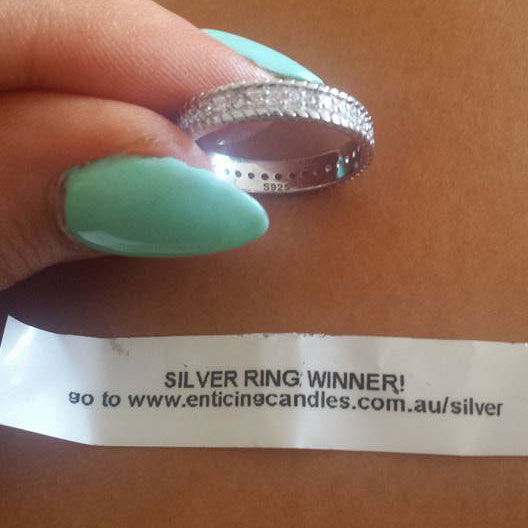 S925
SILVER RING WINNER!
go to www.enticingcandles.com.au/silver